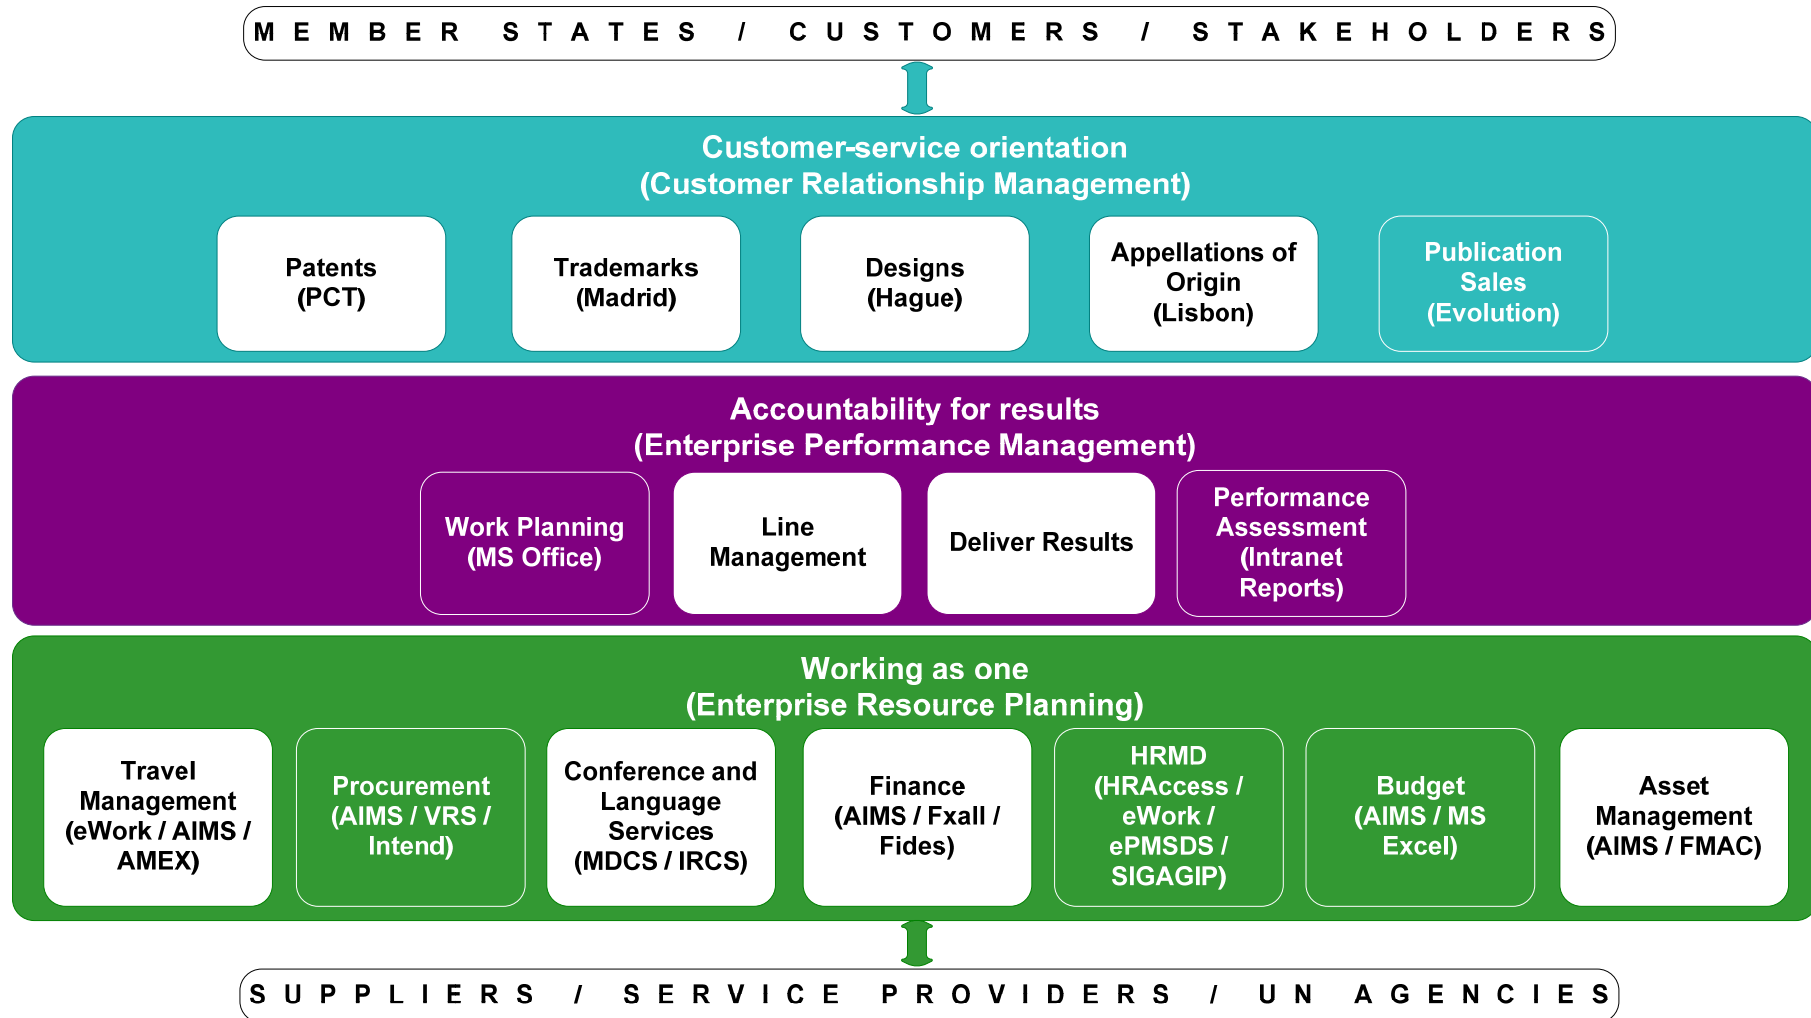 MEMBER STATES / CUSTOMERS / STAKEHOLDERS
Customer-service orientation
(Customer Relationship Management)
Patents
(PCT)
Trademarks
(Madrid)
Designs
(Hague)
Appellations of
Origin
(Lisbon)
Publication
Sales
(Evolution)
Accountability for results
(Enterprise Performance Management)
Work Planning
(MS Office)
Line
Management
Deliver Results
Performance
Assessment
(Intranet
Reports)
Working as one
(Enterprise Resource Planning)
Travel
Management
(eWork / AIMS /
AMEX)
Procurement
(AIMS / VRS /
Intend)
Conference and
Language
Services
(MDCS / IRCS)
Finance
(AIMS / Fxall /
Fides)
HRMD
(HRAccess /
eWork /
ePMSDS /
SIGAGIP)
Budget
(AIMS / MS
Excel)
Asset
Management
(AIMS / FMAC)
SUPPLIERS / SERVICE PROVIDERS / UN AGENCIES